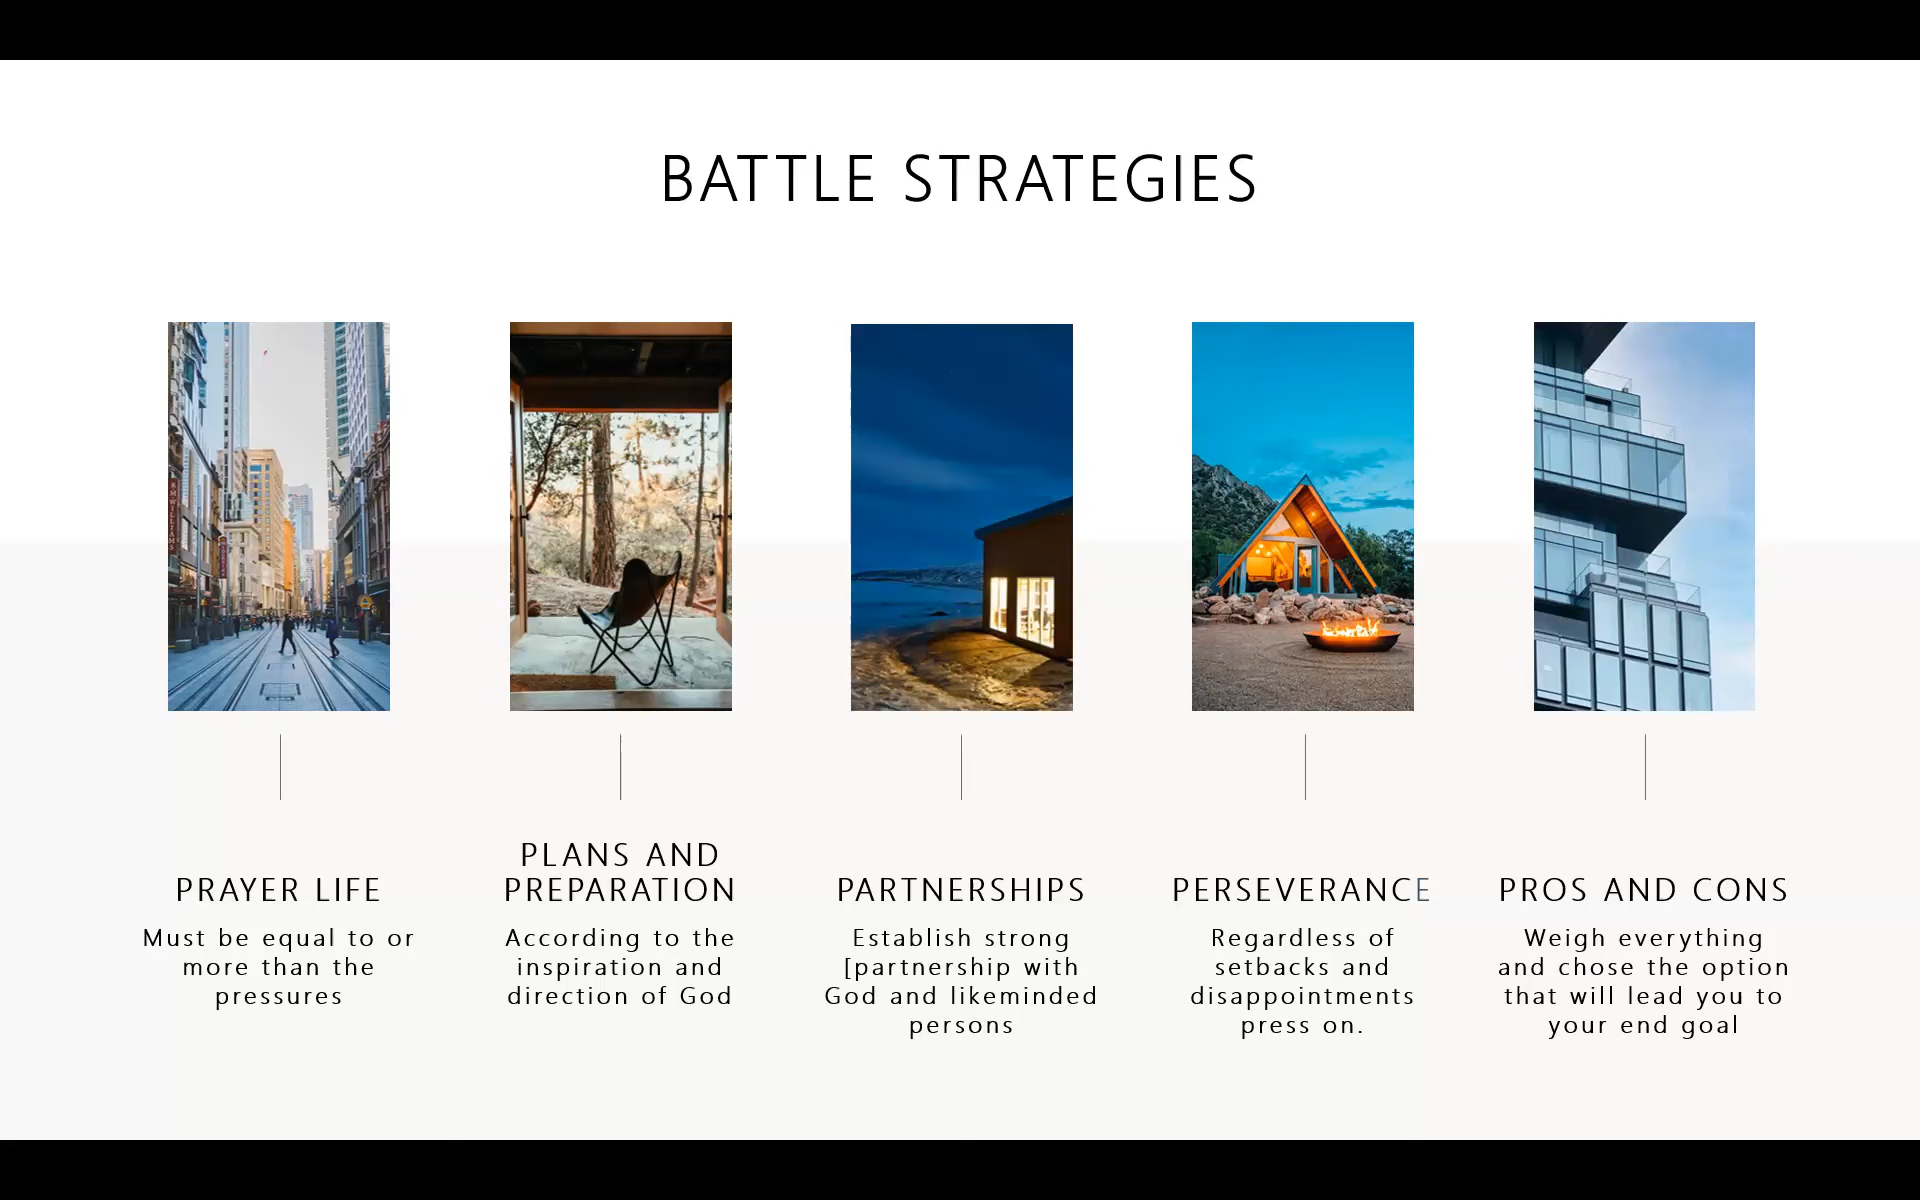 BATTLE STRATEGIES
PRAYER LIFE
Must be equal to or
more than the
pressures
PLANS AND
PREPARATION
According to the
inspiration and
direction of God
PARTNERSHIPS
Establish strong
[partnership with
God and likeminded
persons
PERSEVERANCE
Regardless of
setbacks and
disappointments
press on.
PROS AND CONS
Weigh everything
and chose the option
that will lead you to
your end goal